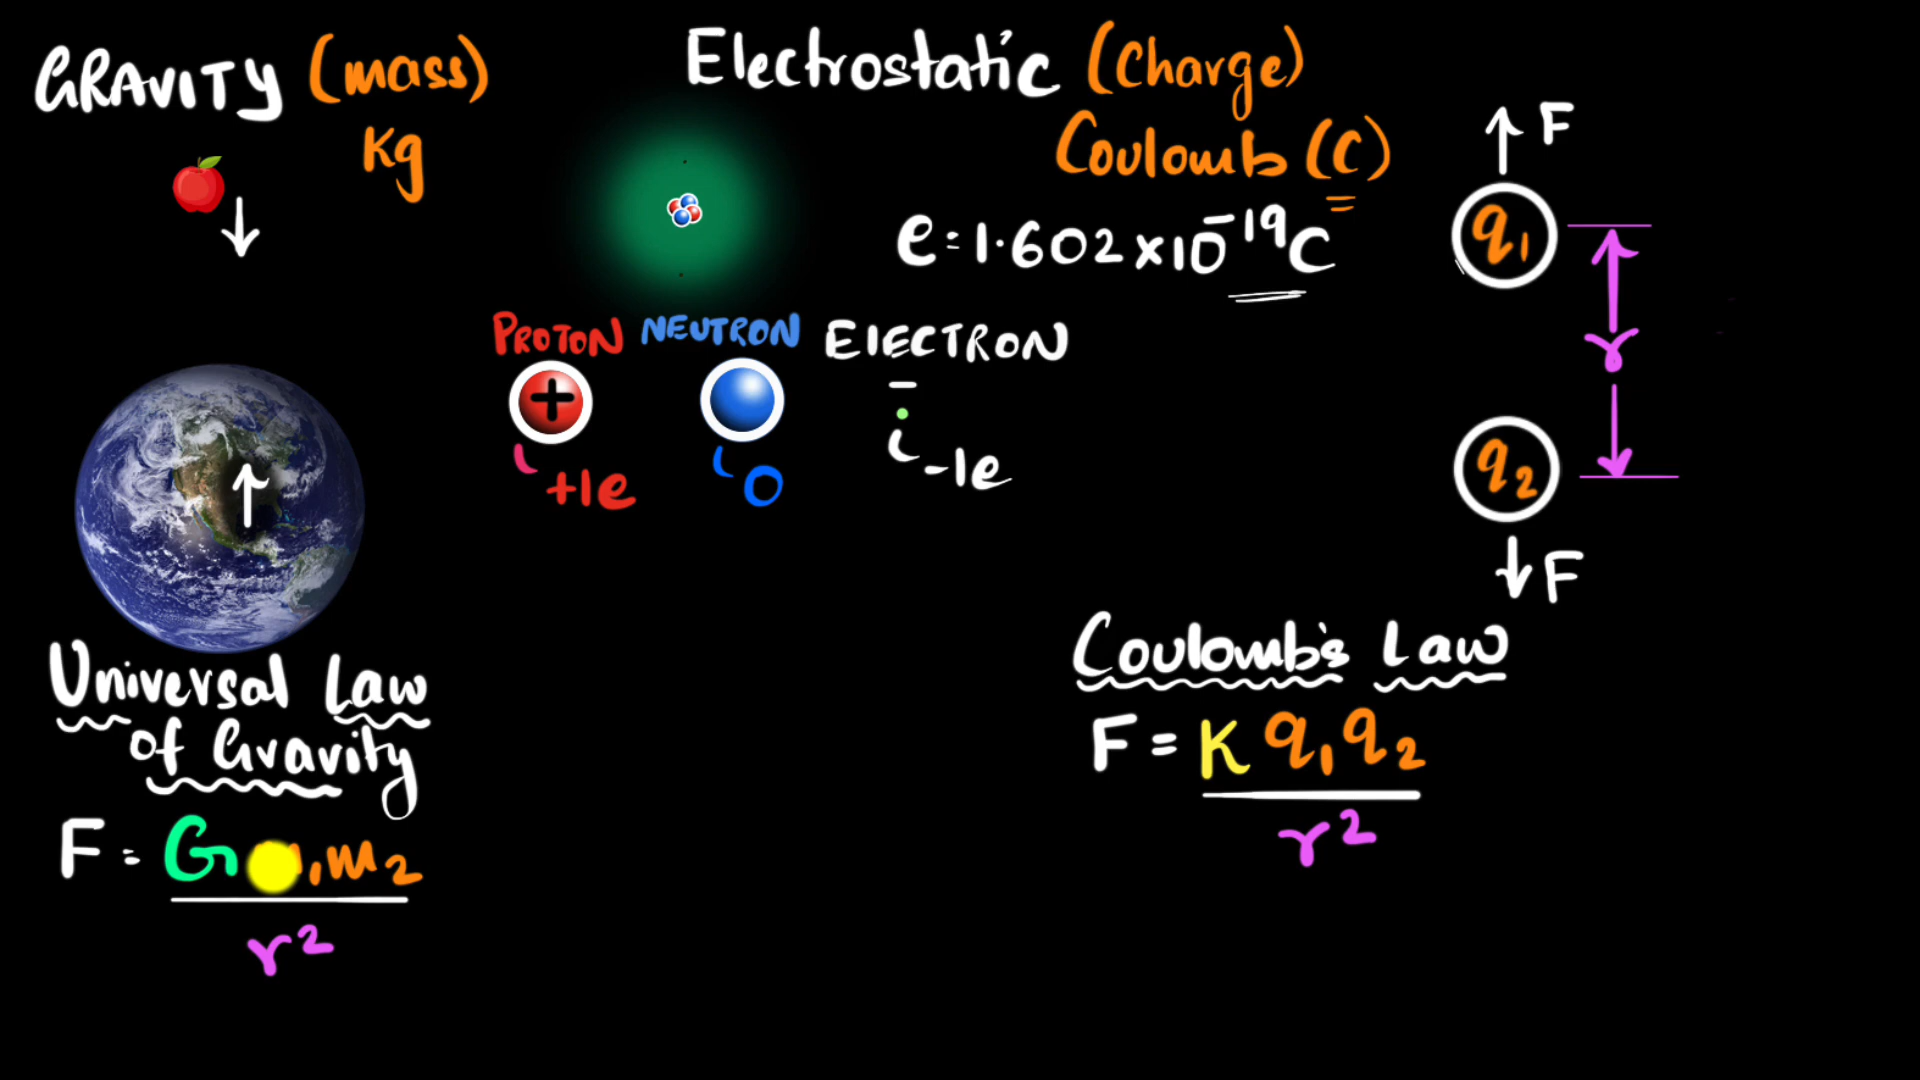 GRAVITY (mass)
Kg
Electrostatic (Charge)
Coulomb (C)
e = 1.602 × 10⁻¹⁹ C
PROTON NEUTRON ELECTRON
+ −
+1e 0 -1e
F
q₁
r
q₂
F
Universal Law
of Gravity
F = G ₁m₂
r²
Coulomb's Law
F = K q₁q₂
r²